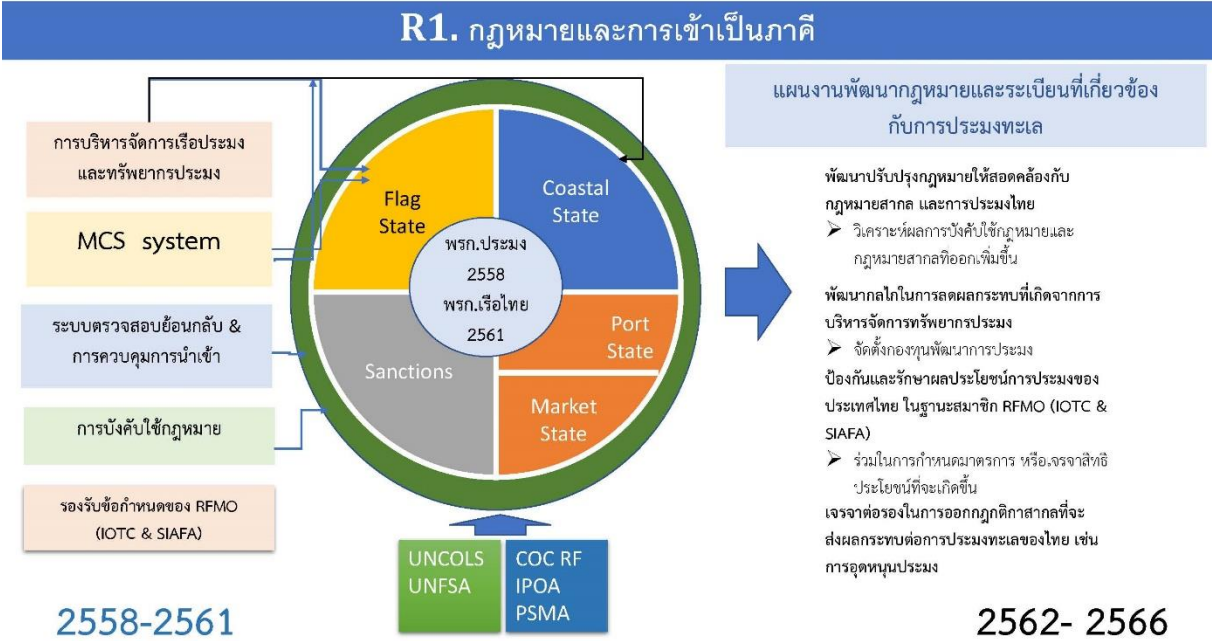 R1. กฎหมายและการเข้าเป็นภาคี
การบริหารจัดการเรือประมง
และทรัพยากรประมง
MCS system
ระบบตรวจสอบย้อนกลับ &
การควบคุมการนำเข้า
การบังคับใช้กฎหมาย
รองรับข้อกำหนดของ RFMO
(IOTC & SIAFA)
2558-2561
Flag
State
Coastal
State
พรก.ประมง
2558
พรก.เรือไทย
2561
Sanctions
Port
State
Market
State
UNCOLS
UNFSA
COC RF
IPOA
PSMA
แผนงานพัฒนากฎหมายและระเบียนที่เกี่ยวข้อง
กับการประมงทะเล
พัฒนาปรับปรุงกฎหมายให้สอดคล้องกับ
กฎหมายสากล และการประมงไทย
➢ วิเคราะห์ผลการบังคับใช้กฎหมายและ
กฎหมายสากลทิออกเพิ่มขึ้น
พัฒนากลไกในการลดผลกระทบที่เกิดจากการ
บริหารจัดการทรัพยากรประมง
➢ จัดตั้งกองทุนพัฒนาการประมง
ป้องกันและรักษาผลประโยชน์การประมงของ
ประเทศไทย ในฐานะสมาชิก RFMO (IOTC &
SIAFA)
➢ ร่วมในการกำหนดมาตรการ หรือเจรจาสิทธิ
ประโยชน์ที่จะเกิดขึ้น
เจรจาต่อรองในการออกกฎกติกาสากลที่จะ
ส่งผลกระทบต่อการประมงทะเลของไทย เช่น
การอุดหนุนประมง
2562- 2566